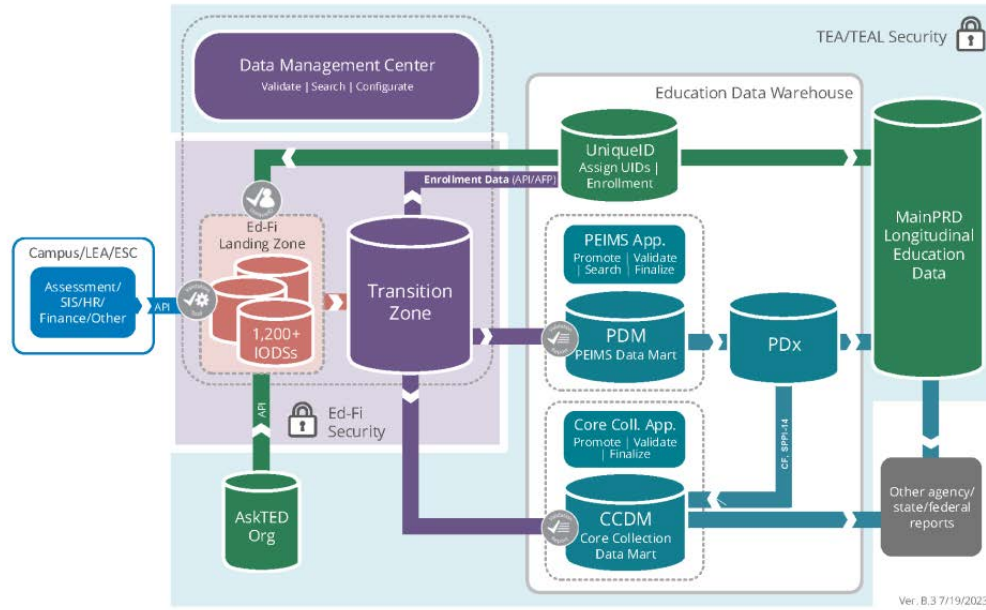 TEA/TEAL Security
Data Management Center
Validate | Search | Configurate
Education Data Warehouse
UniqueID
Assign UIDs |
Enrollment
Enrollment Data (API/AFP)
MainPRD
Longitudinal
Education
Data
Ed-Fi
Landing Zone
1,200+
IODSs
Transition
Zone
Campus/LEA/ESC
Assessment/
SIS/HR/
Finance/Other
API
PEIMS App.
Promote | Validate
| Search | Finalize
PDM
PEIMS Data Mart
PDx
Ed-Fi
Security
API
AskTED
Org
Core Coll. App.
Promote | Validate
| Finalize
CCDM
Core Collection
Data Mart
CF, SPPI-14
Other agency/
state/federal
reports
Ver. B.3 7/19/2023